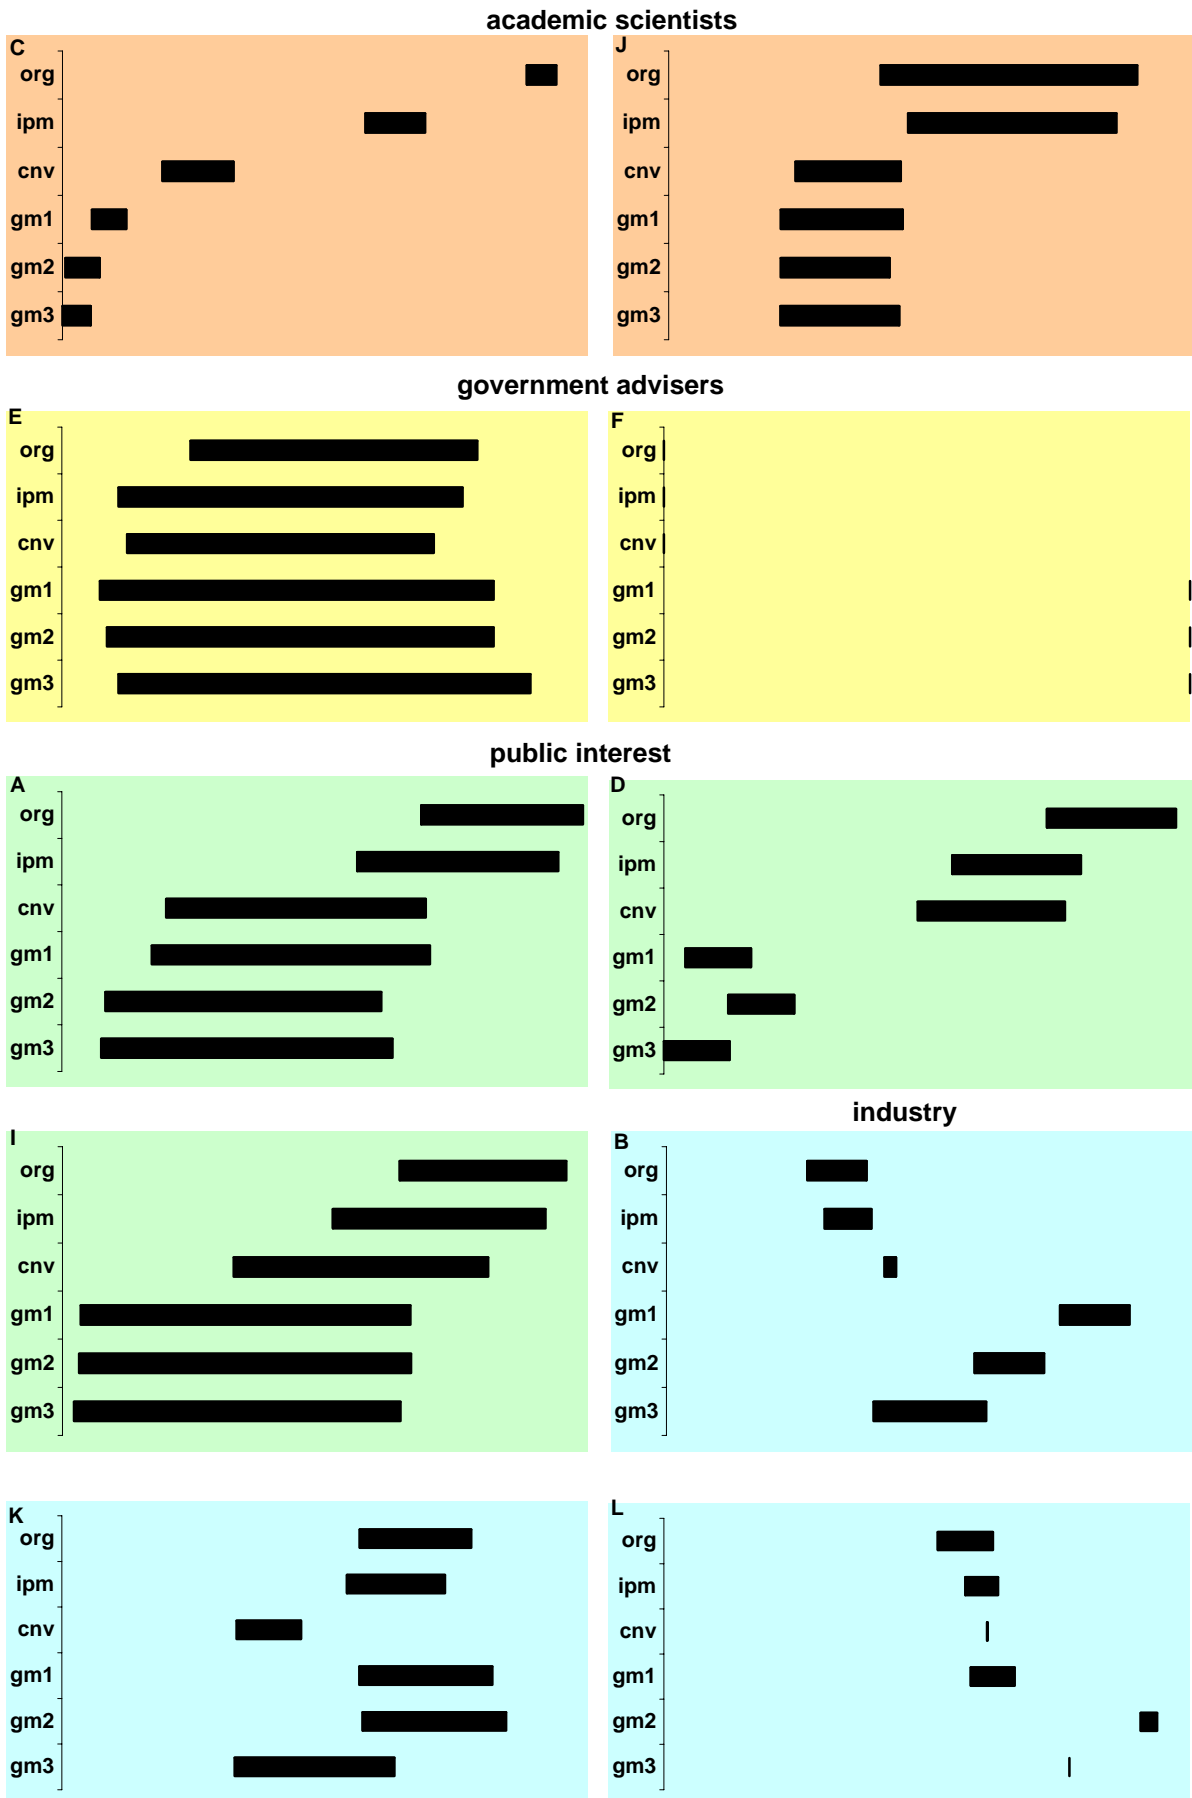 academic scientists
C
org
ipm
cnv
gm1
gm2
gm3
J
org
ipm
cnv
gm1
gm2
gm3
government advisers
E
org
ipm
cnv
gm1
gm2
gm3
F
org
ipm
cnv
gm1
gm2
gm3
public interest
A
org
ipm
cnv
gm1
gm2
gm3
D
org
ipm
cnv
gm1
gm2
gm3
I
org
ipm
cnv
gm1
gm2
gm3
industry
B
org
ipm
cnv
gm1
gm2
gm3
K
org
ipm
cnv
gm1
gm2
gm3
L
org
ipm
cnv
gm1
gm2
gm3